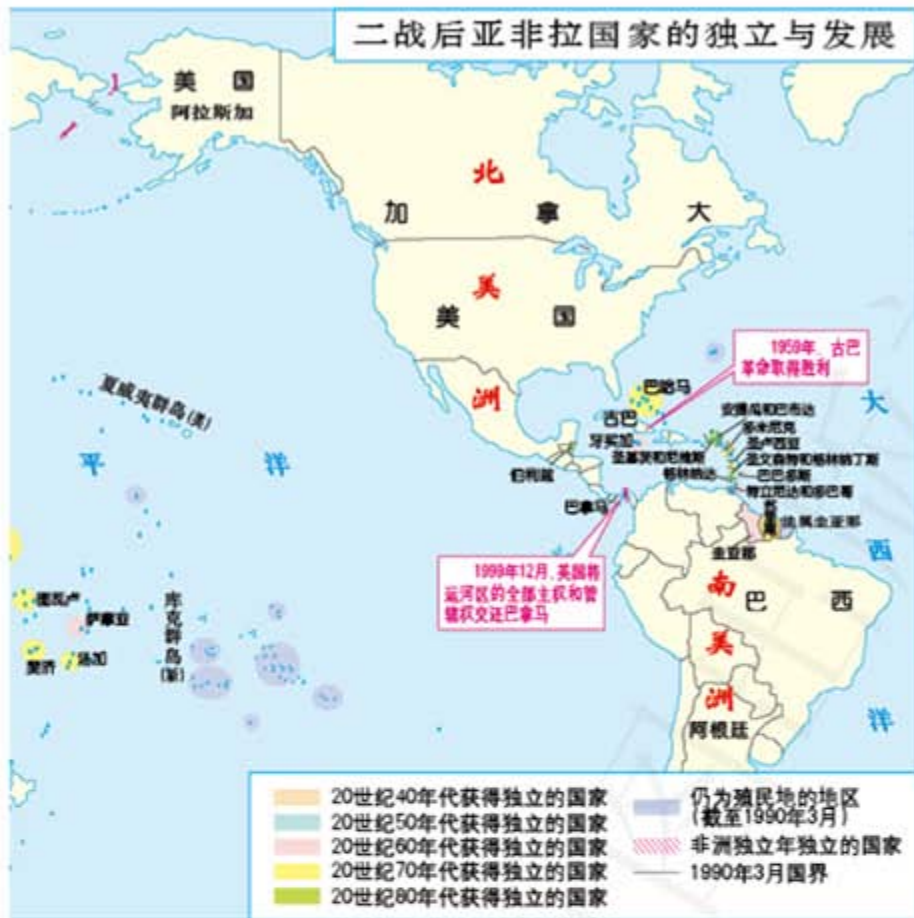 二战后亚非拉国家的独立与发展
美国
阿拉斯加
北
加拿大
美
美国
洲
1959年、古巴
革命取得胜利
夏威夷群岛(美)
巴哈马
大
古巴
安提瓜和巴布达
多米尼克
牙买加
圣卢西亚
圣基茨和尼维斯
圣文森特和格林纳丁斯
平
洋
伯利兹
格林纳达
巴巴多斯
特立尼达和多巴哥
巴拿马
苏里南
法属圭亚那
西
圭亚那
1999年12月、美国将
运河区的全部主权和管
辖权交还巴拿马
南
巴西
图瓦卢
萨摩亚
库克群岛(新)
美
斐济
汤加
洲
洋
阿根廷
20世纪40年代获得独立的国家
20世纪50年代获得独立的国家
20世纪60年代获得独立的国家
20世纪70年代获得独立的国家
20世纪80年代获得独立的国家
仍为殖民地的地区
(截至1990年3月)
非洲独立年独立的国家
1990年3月国界